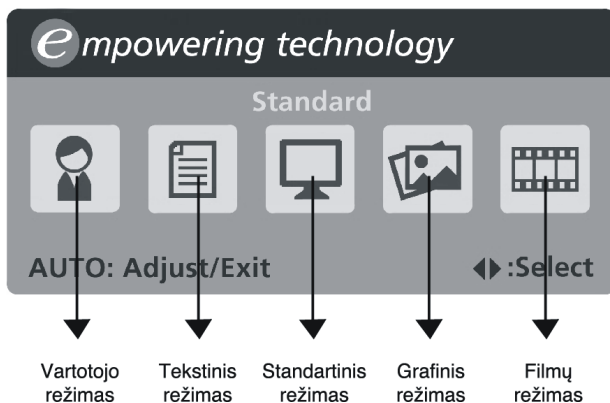 empowering technology
Standard
AUTO: Adjust/Exit
:Select
Vartotojo režimas
Tekstinis režimas
Standartinis režimas
Grafinis režimas
Filmų režimas